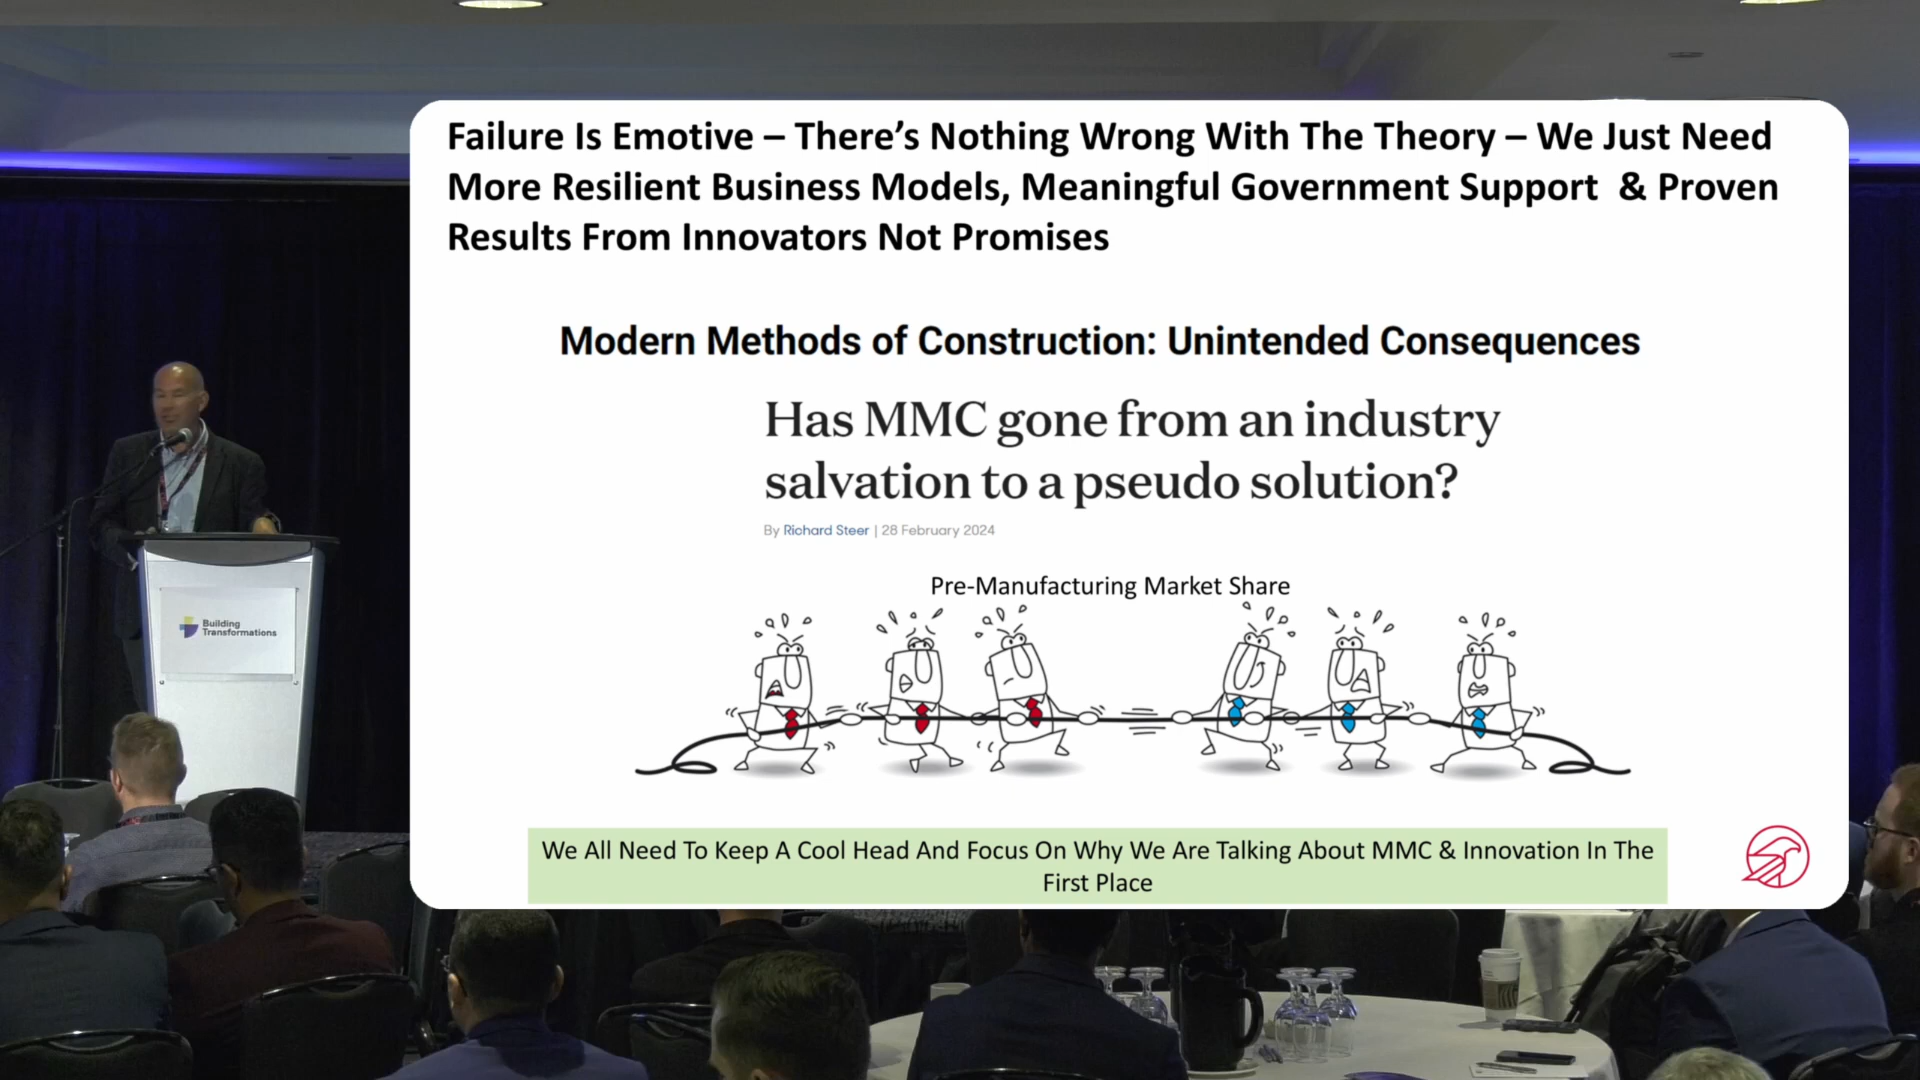 Failure Is Emotive – There's Nothing Wrong With The Theory – We Just Need
More Resilient Business Models, Meaningful Government Support & Proven
Results From Innovators Not Promises
Modern Methods of Construction: Unintended Consequences
Has MMC gone from an industry
salvation to a pseudo solution?
By Richard Steer | 28 February 2024
Pre-Manufacturing Market Share
We All Need To Keep A Cool Head And Focus On Why We Are Talking About MMC & Innovation In The
First Place
Building
Transformations